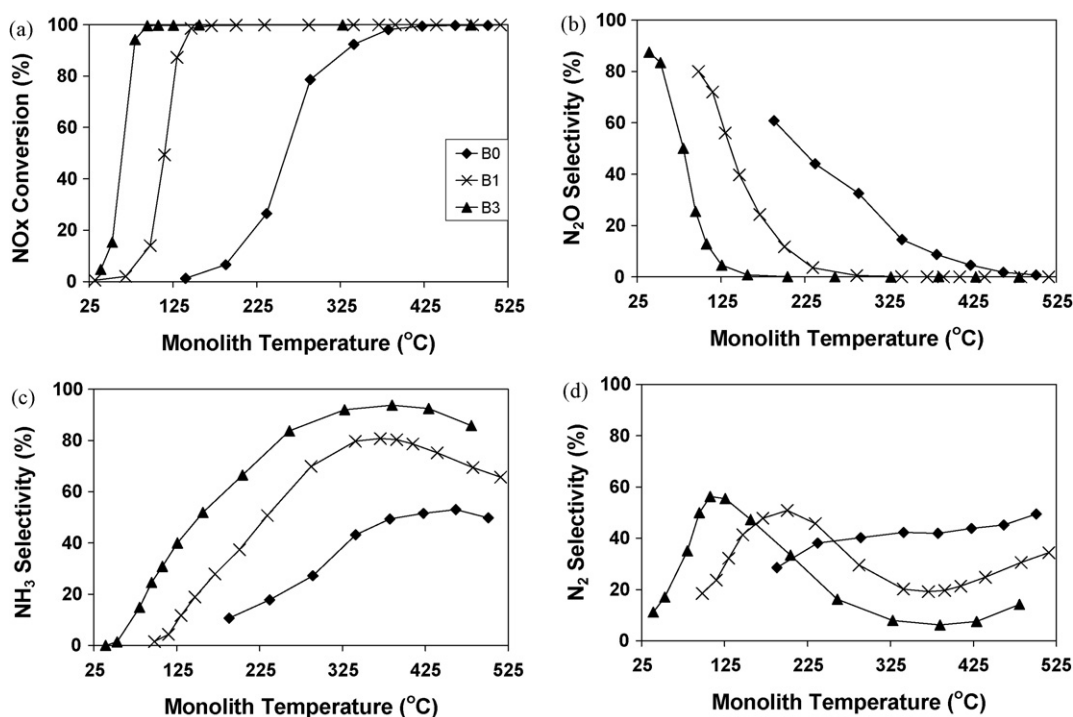 (a)
100
80
60
40
20
0
NOx Conversion (%)
B0
B1
B3
25 125 225 325 425 525
Monolith Temperature (°C)
(b)
100
80
60
40
20
0
N₂O Selectivity (%)
25 125 225 325 425 525
Monolith Temperature (°C)
(c)
100
80
60
40
20
0
NH₃ Selectivity (%)
25 125 225 325 425 525
Monolith Temperature (°C)
(d)
100
80
60
40
20
0
N₂ Selectivity (%)
25 125 225 325 425 525
Monolith Temperature (°C)